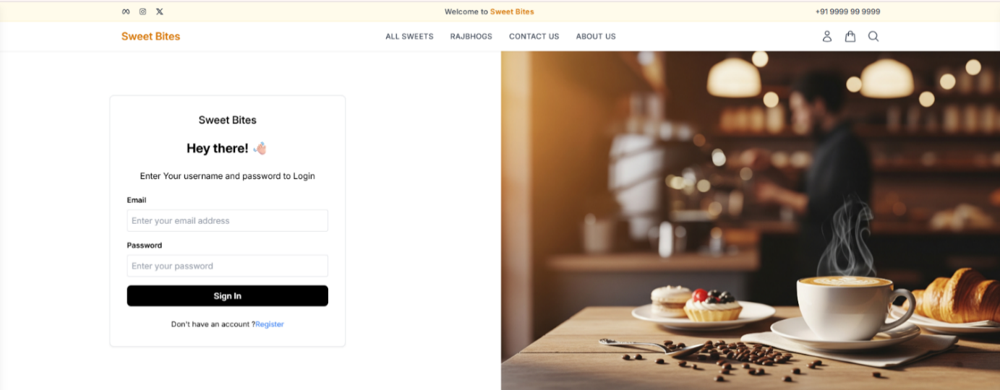 Welcome to Sweet Bites
+91 9999 99 9999
Sweet Bites
ALL SWEETS RAJBHOGS CONTACT US ABOUT US
Sweet Bites
Hey there! 👋
Enter Your username and password to Login
Email
Enter your email address
Password
Enter your password
Sign In
Don't have an account ?Register